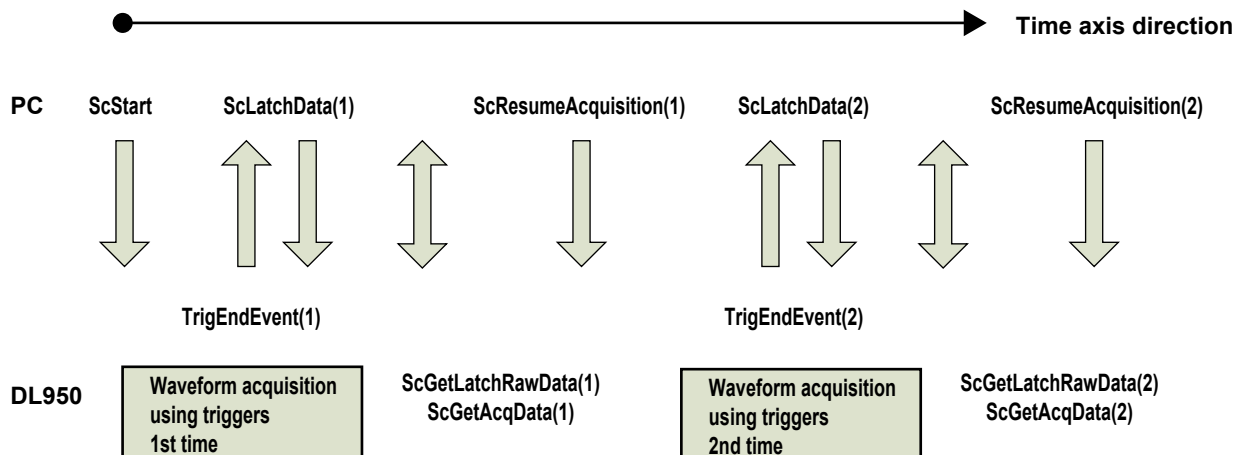 Time axis direction
PC ScStart ScLatchData(1) ScResumeAcquisition(1) ScLatchData(2) ScResumeAcquisition(2)
TrigEndEvent(1) TrigEndEvent(2)
DL950
Waveform acquisition
using triggers
1st time
ScGetLatchRawData(1)
ScGetAcqData(1)
Waveform acquisition
using triggers
2nd time
ScGetLatchRawData(2)
ScGetAcqData(2)